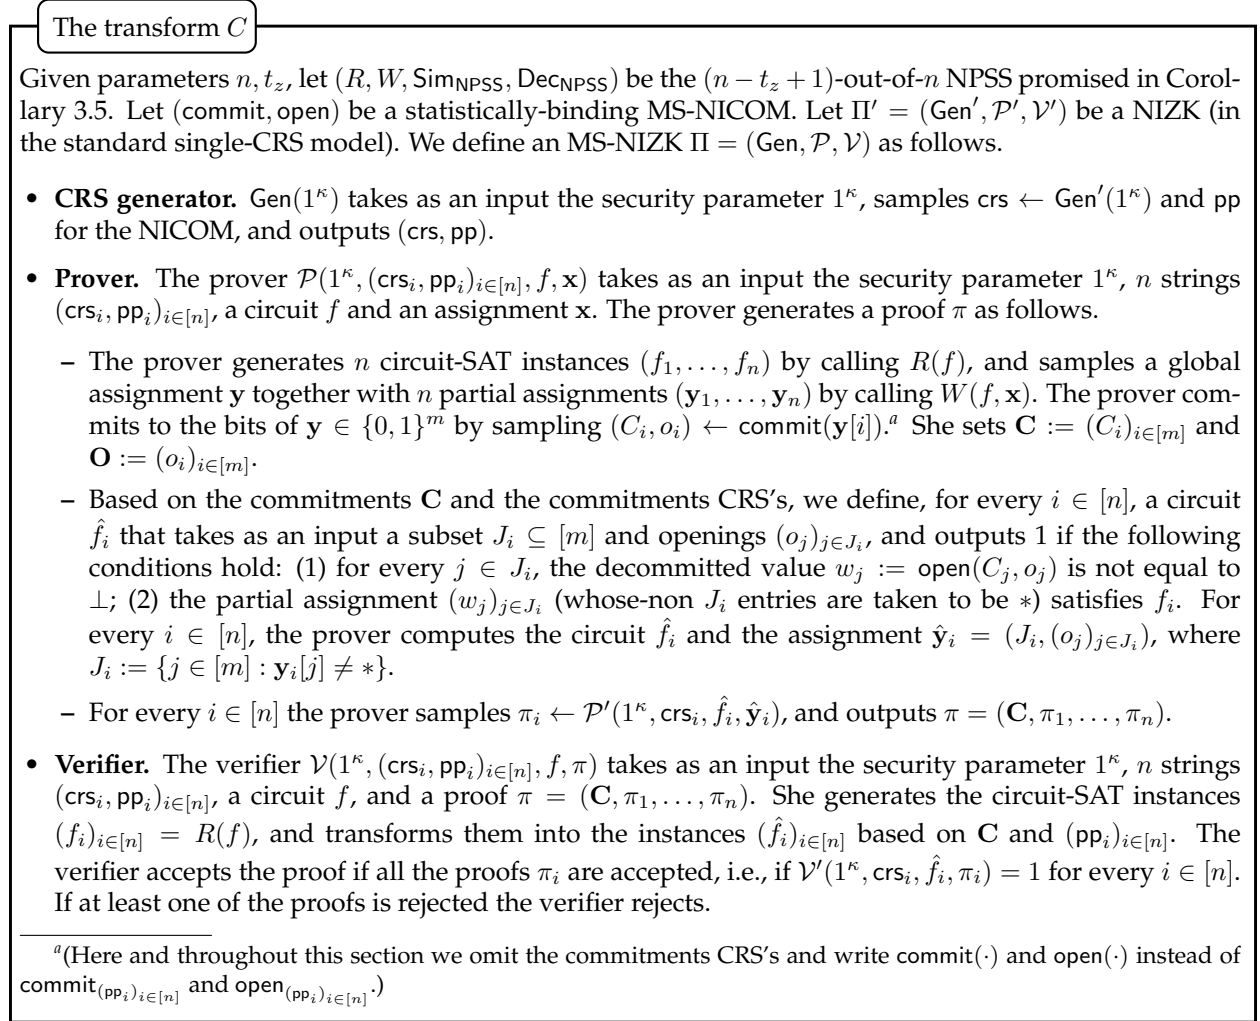 The transform C
Given parameters n, t_z, let (R, W, Sim_NPSS, Dec_NPSS) be the (n − t_z + 1)-out-of-n NPSS promised in Corol-
lary 3.5. Let (commit, open) be a statistically-binding MS-NICOM. Let Π′ = (Gen′, 𝒫′, 𝒱′) be a NIZK (in
the standard single-CRS model). We define an MS-NIZK Π = (Gen, 𝒫, 𝒱) as follows.
• CRS generator. Gen(1^κ) takes as an input the security parameter 1^κ, samples crs ← Gen′(1^κ) and pp
for the NICOM, and outputs (crs, pp).
• Prover. The prover 𝒫(1^κ, (crs_i, pp_i)_{i∈[n]}, f, x) takes as an input the security parameter 1^κ, n strings
(crs_i, pp_i)_{i∈[n]}, a circuit f and an assignment x. The prover generates a proof π as follows.
– The prover generates n circuit-SAT instances (f_1, . . . , f_n) by calling R(f), and samples a global
assignment y together with n partial assignments (y_1, . . . , y_n) by calling W(f, x). The prover com-
mits to the bits of y ∈ {0, 1}^m by sampling (C_i, o_i) ← commit(y[i]).^a She sets C := (C_i)_{i∈[m]} and
O := (o_i)_{i∈[m]}.
– Based on the commitments C and the commitments CRS's, we define, for every i ∈ [n], a circuit
f̂_i that takes as an input a subset J_i ⊆ [m] and openings (o_j)_{j∈J_i}, and outputs 1 if the following
conditions hold: (1) for every j ∈ J_i, the decommitted value w_j := open(C_j, o_j) is not equal to
⊥; (2) the partial assignment (w_j)_{j∈J_i} (whose-non J_i entries are taken to be ∗) satisfies f_i. For
every i ∈ [n], the prover computes the circuit f̂_i and the assignment ŷ_i = (J_i, (o_j)_{j∈J_i}), where
J_i := {j ∈ [m] : y_i[j] ≠ ∗}.
– For every i ∈ [n] the prover samples π_i ← 𝒫′(1^κ, crs_i, f̂_i, ŷ_i), and outputs π = (C, π_1, . . . , π_n).
• Verifier. The verifier 𝒱(1^κ, (crs_i, pp_i)_{i∈[n]}, f, π) takes as an input the security parameter 1^κ, n strings
(crs_i, pp_i)_{i∈[n]}, a circuit f, and a proof π = (C, π_1, . . . , π_n). She generates the circuit-SAT instances
(f_i)_{i∈[n]} = R(f), and transforms them into the instances (f̂_i)_{i∈[n]} based on C and (pp_i)_{i∈[n]}. The
verifier accepts the proof if all the proofs π_i are accepted, i.e., if 𝒱′(1^κ, crs_i, f̂_i, π_i) = 1 for every i ∈ [n].
If at least one of the proofs is rejected the verifier rejects.
^a(Here and throughout this section we omit the commitments CRS's and write commit(·) and open(·) instead of
commit_{(pp_i)_{i∈[n]}} and open_{(pp_i)_{i∈[n]}}.)